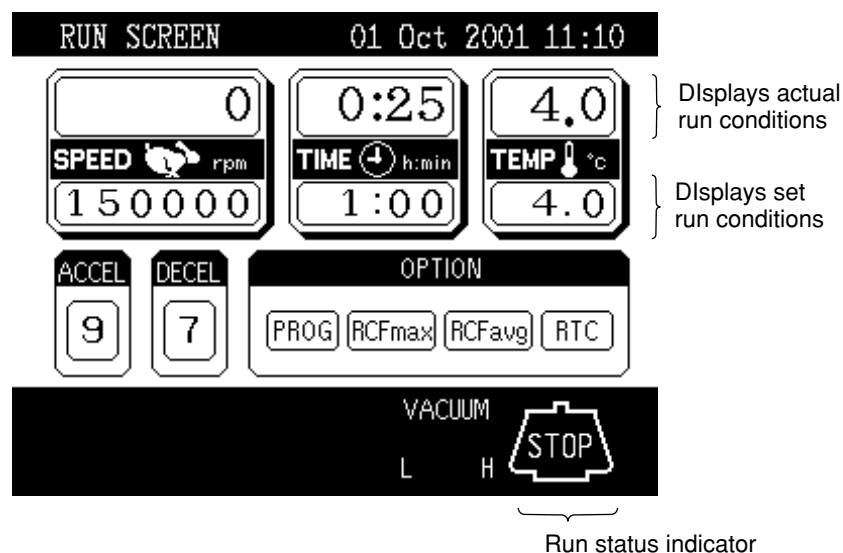 RUN SCREEN 01 Oct 2001 11:10
0 0:25 4.0
DIsplays actual
run conditions
SPEED rpm TIME h:min TEMP °c
150000 1:00 4.0
DIsplays set
run conditions
ACCEL DECEL OPTION
9 7 PROG RCFmax RCFavg RTC
VACUUM
STOP
L H
Run status indicator